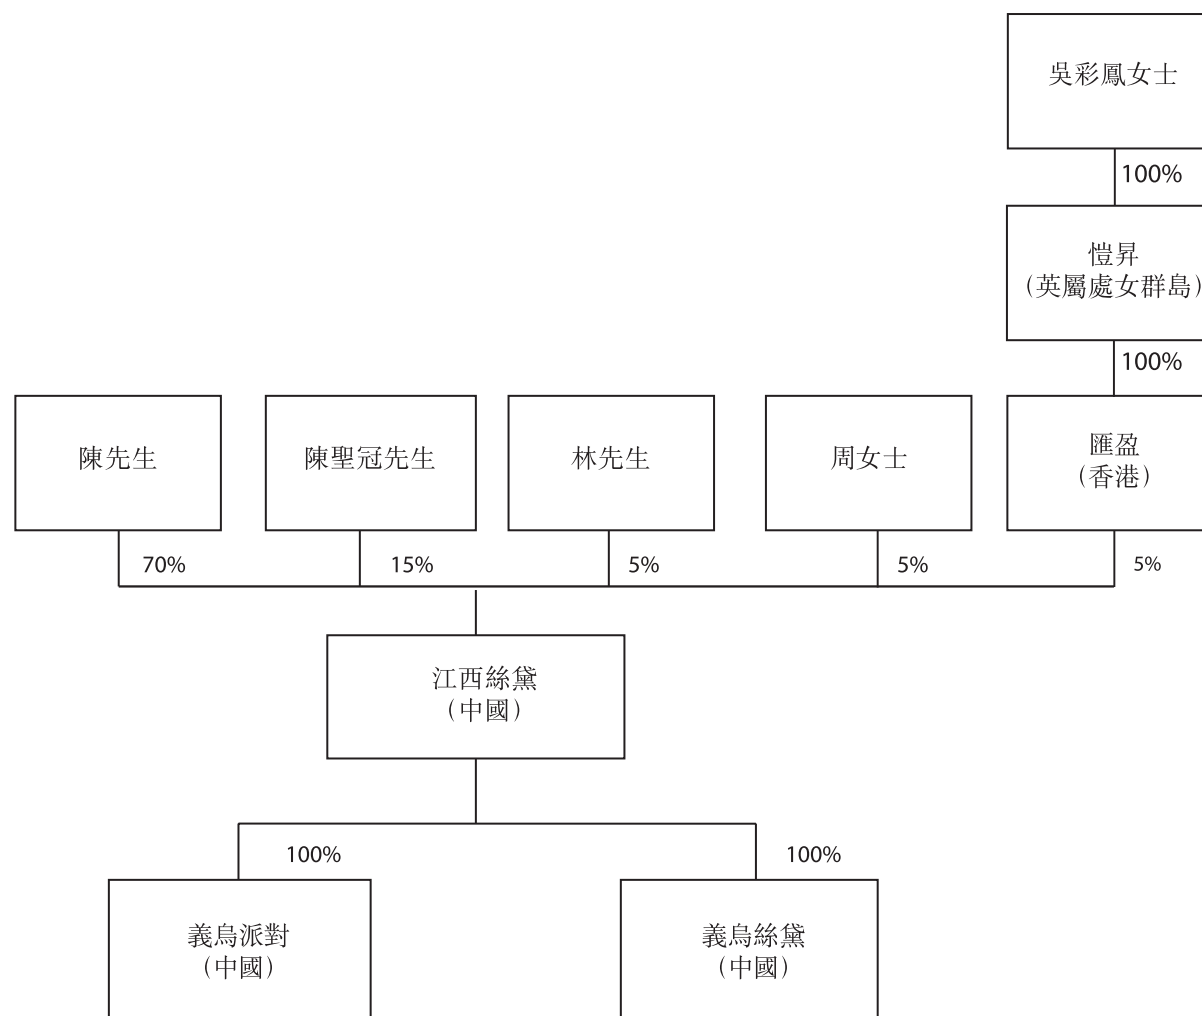 吳彩鳳女士
100%
愷昇
(英屬處女群島)
100%
陳先生
陳聖冠先生
林先生
周女士
匯盈
(香港)
70%
15%
5%
5%
5%
江西絲黛
(中國)
100%
100%
義烏派對
(中國)
義烏絲黛
(中國)